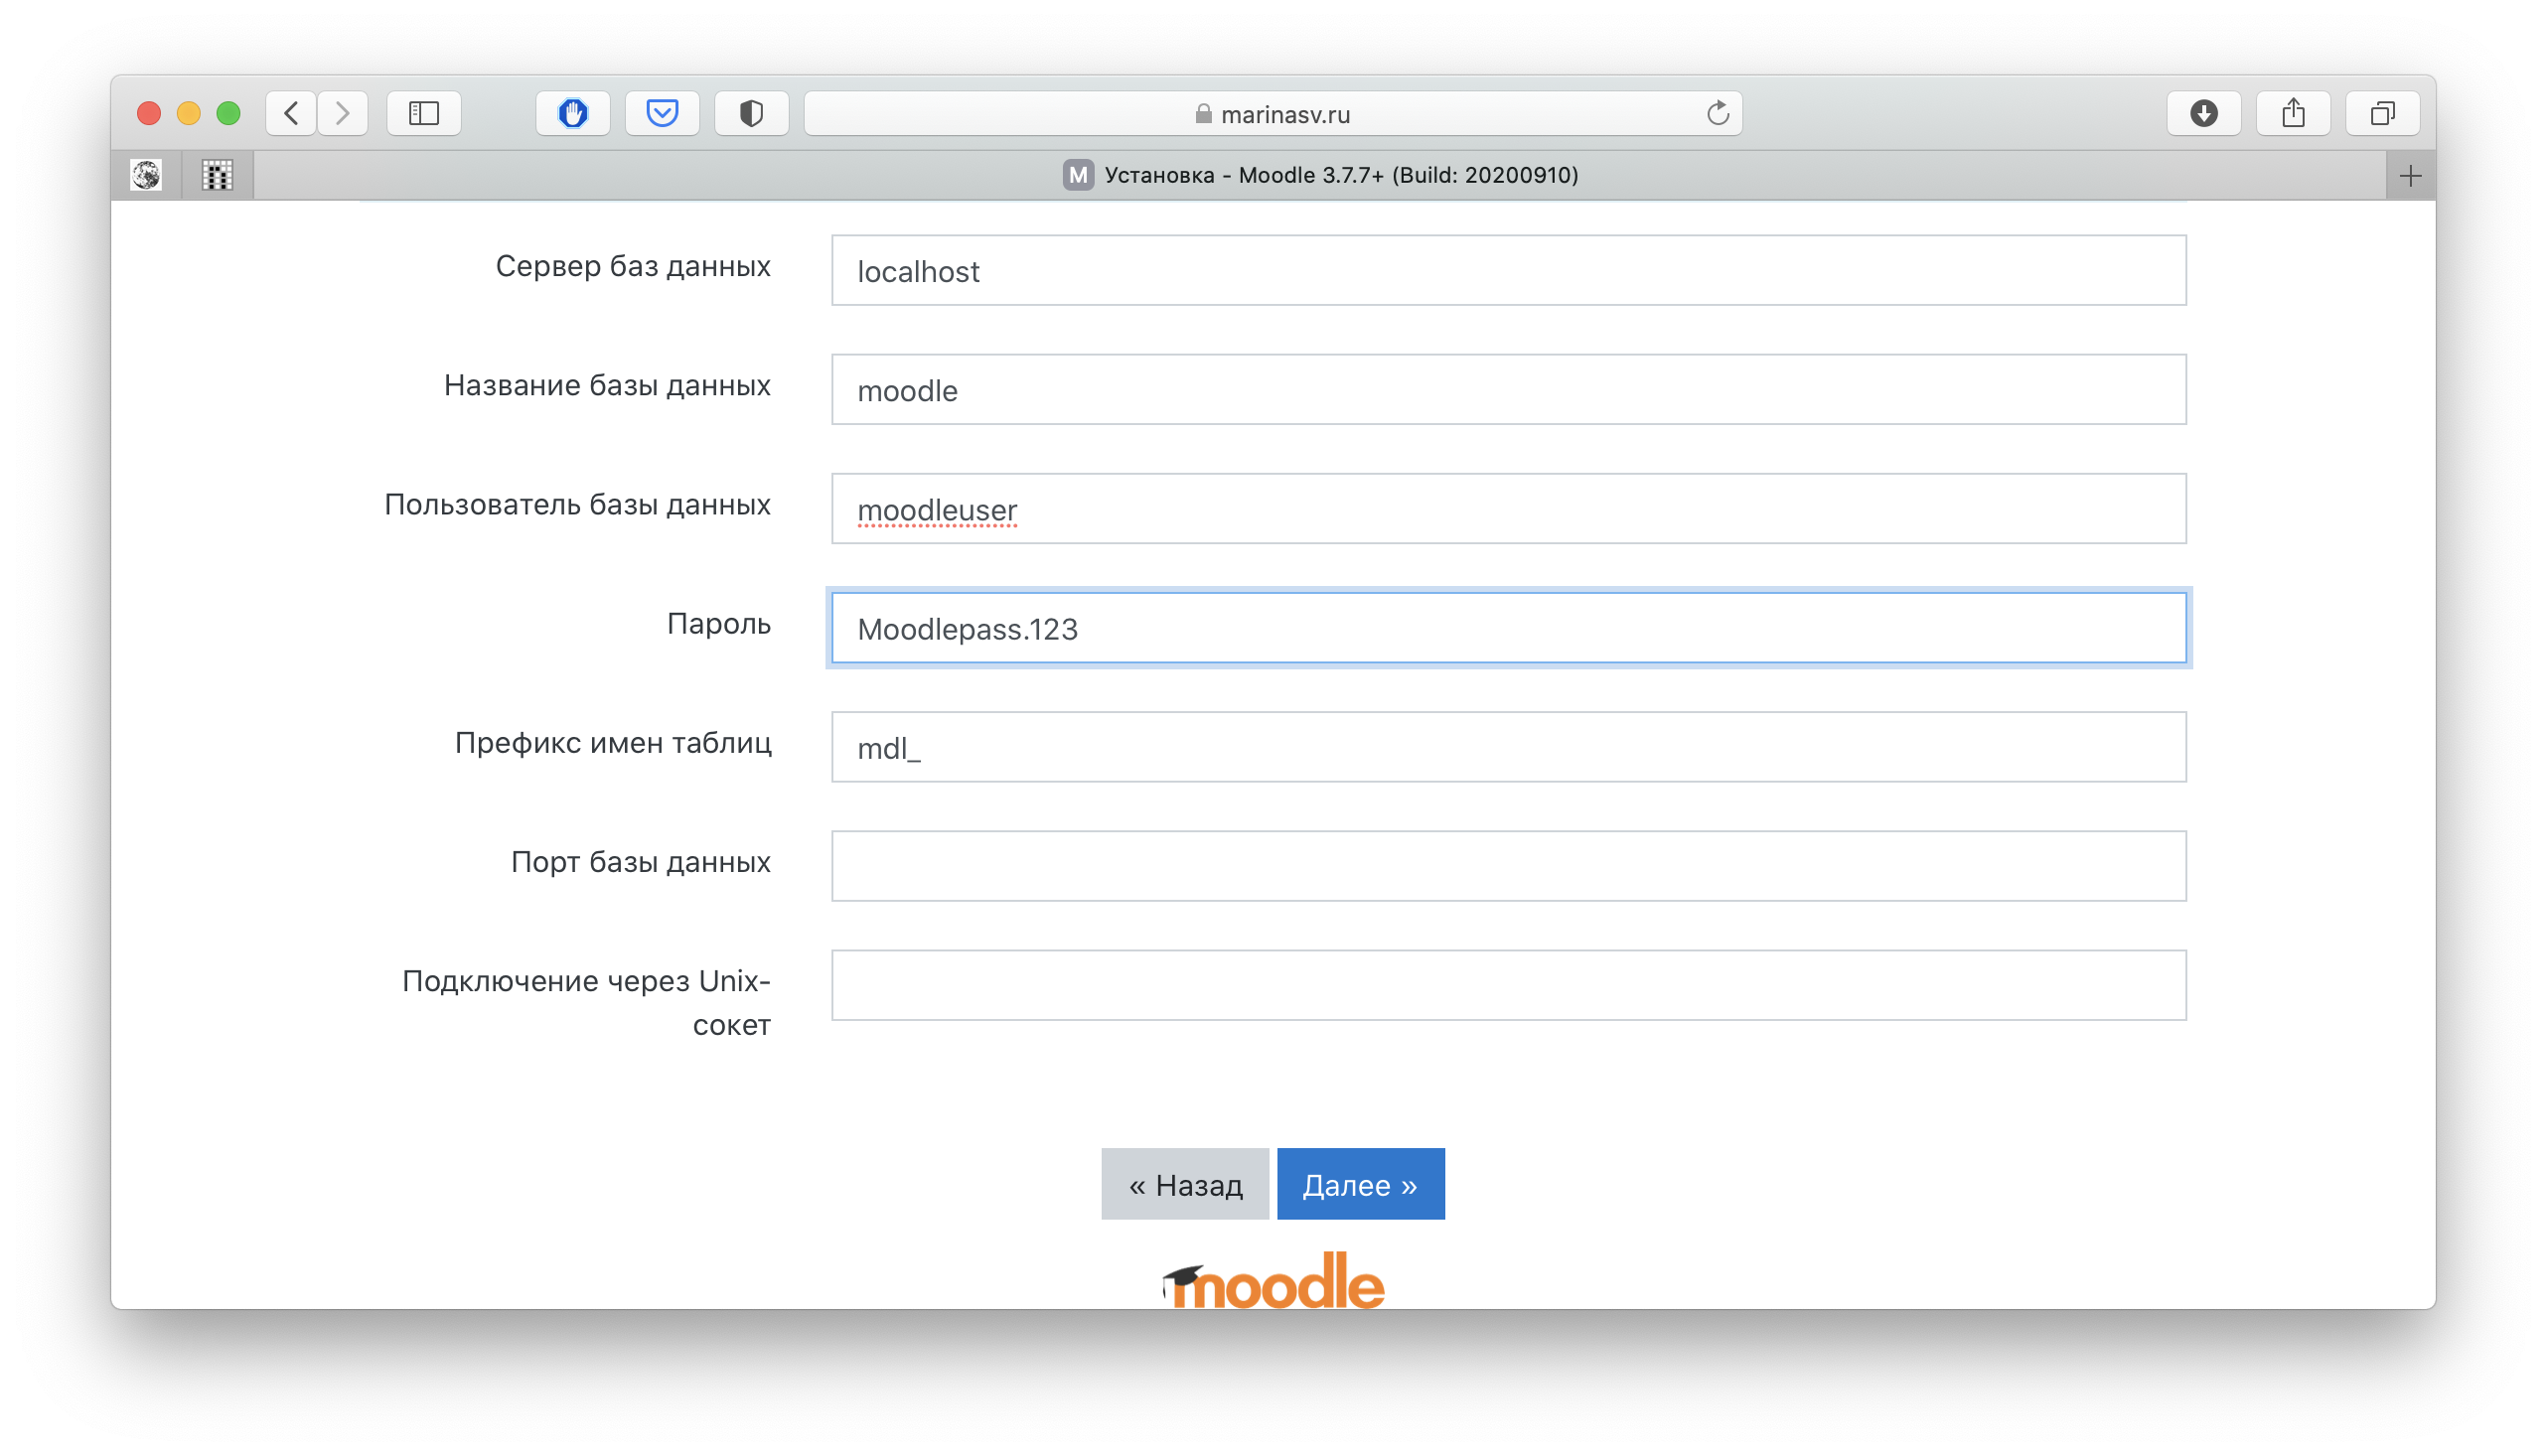 marinasv.ru
M Установка - Moodle 3.7.7+ (Build: 20200910)
Сервер баз данных
localhost
Название базы данных
moodle
Пользователь базы данных
moodleuser
Пароль
Moodlepass.123
Префикс имен таблиц
mdl_
Порт базы данных
Подключение через Unix-
сокет
« Назад
Далее »
moodle